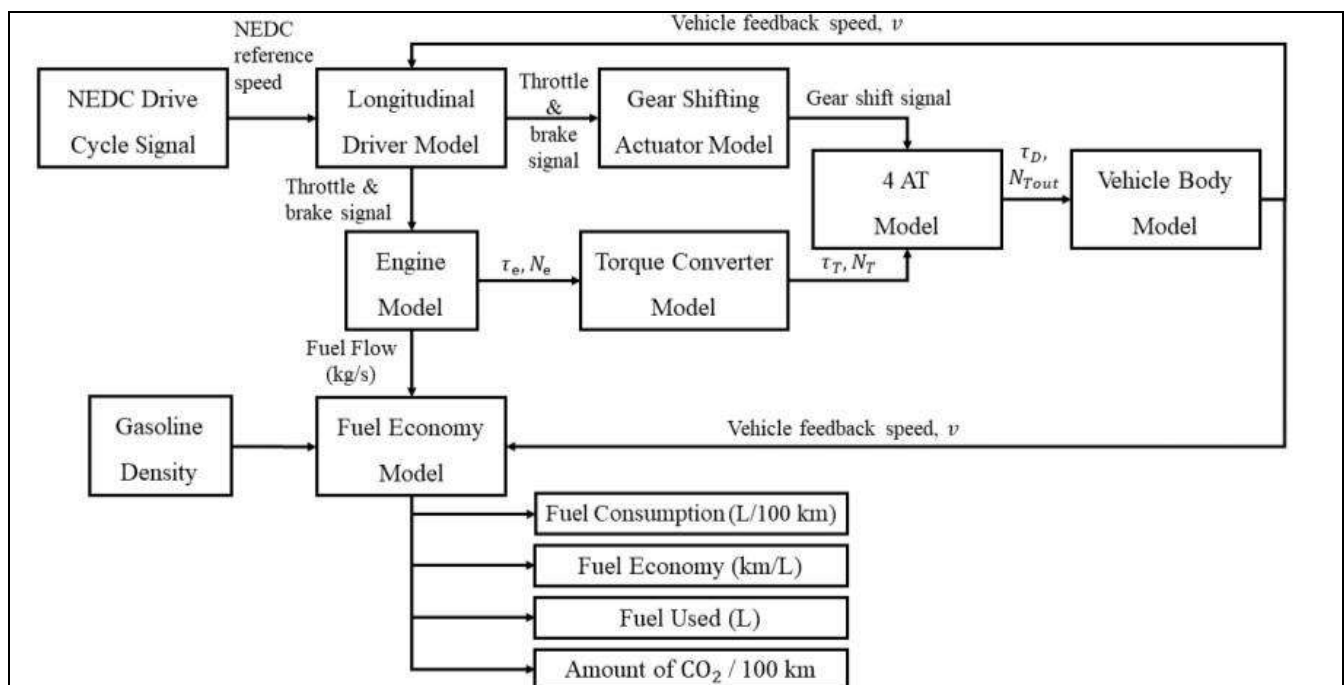 Vehicle feedback speed, v
NEDC
reference
speed
NEDC Drive
Cycle Signal
Longitudinal
Driver Model
Throttle
&
brake
signal
Gear Shifting
Actuator Model
Gear shift signal
4 AT
Model
τ_D,
N_Tout
Vehicle Body
Model
Throttle &
brake signal
Engine
Model
τ_e, N_e
Torque Converter
Model
τ_T, N_T
Fuel Flow
(kg/s)
Gasoline
Density
Fuel Economy
Model
Vehicle feedback speed, v
Fuel Consumption (L/100 km)
Fuel Economy (km/L)
Fuel Used (L)
Amount of CO₂ / 100 km